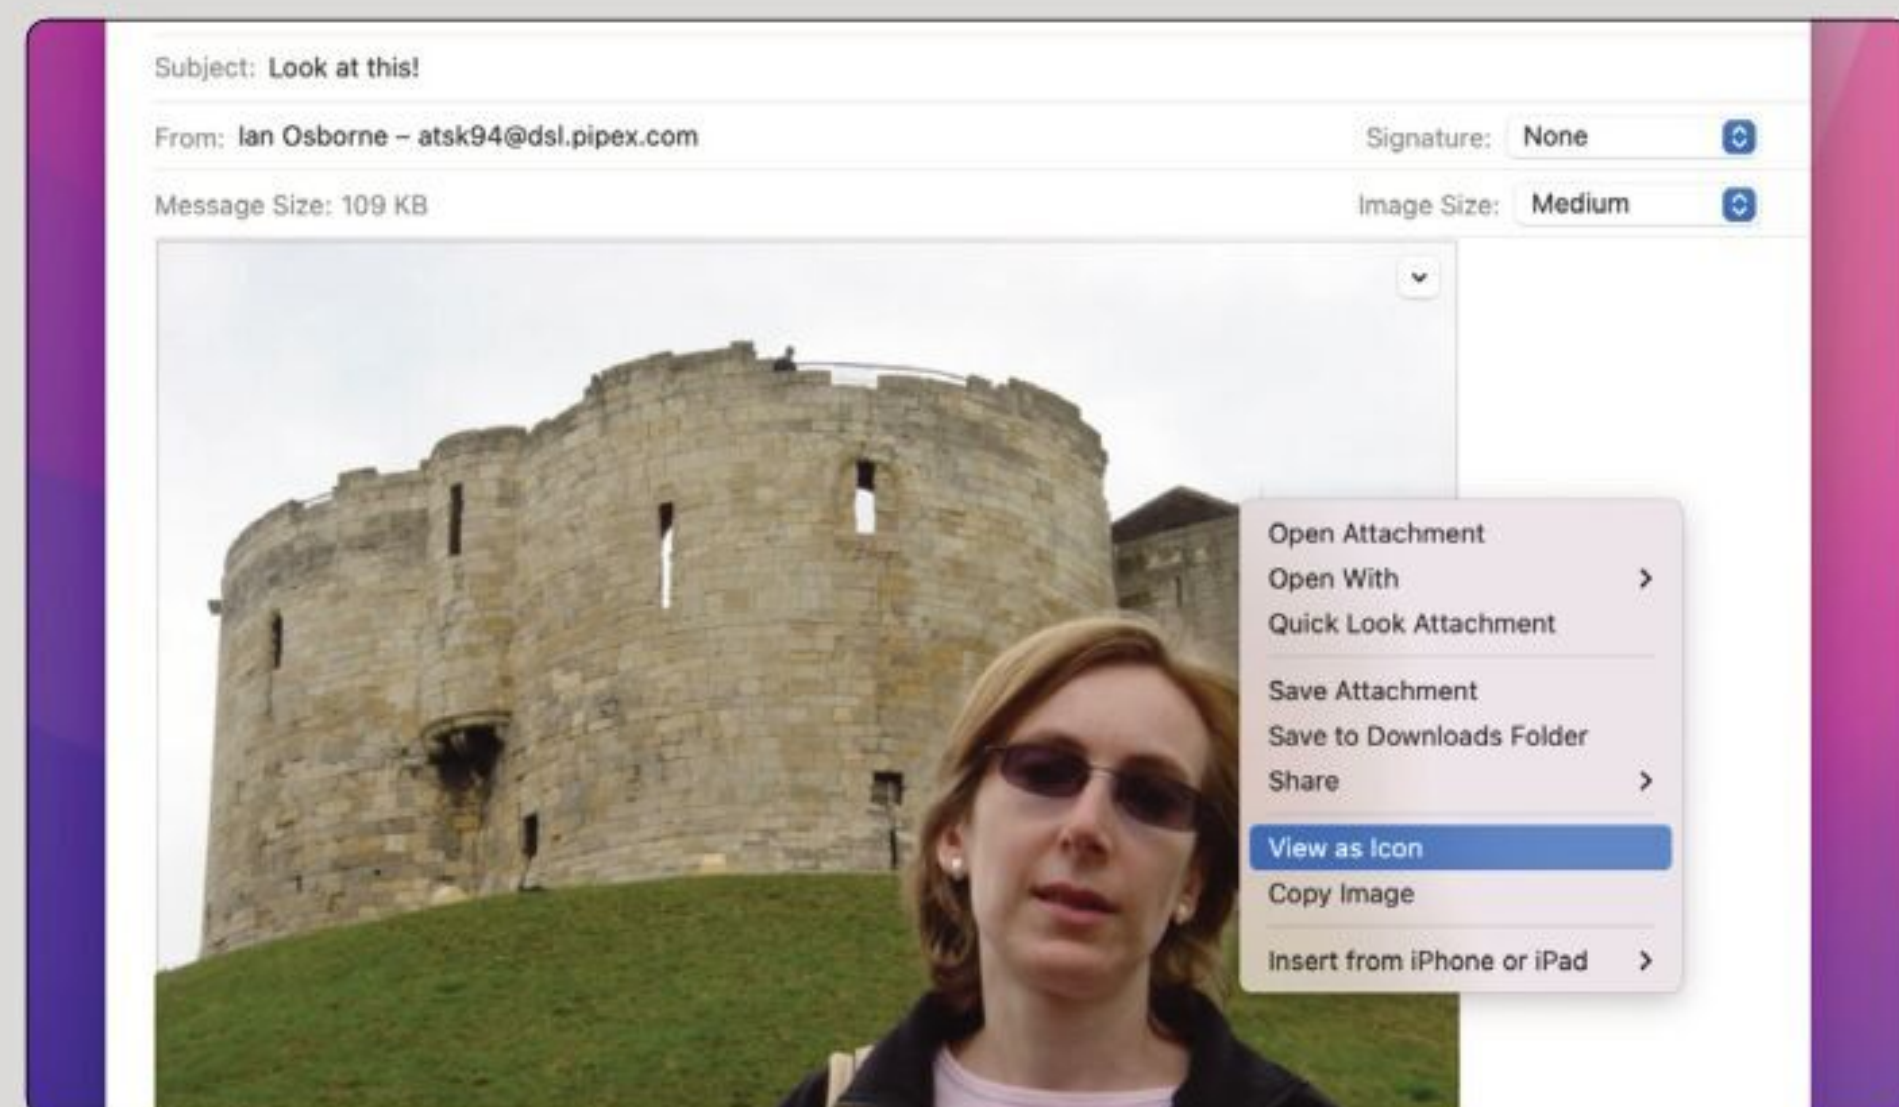 Subject: Look at this!
From: Ian Osborne – atsk94@dsl.pipex.com
Signature: None
Message Size: 109 KB
Image Size: Medium
Open Attachment
Open With
Quick Look Attachment
Save Attachment
Save to Downloads Folder
Share
View as Icon
Copy Image
Insert from iPhone or iPad